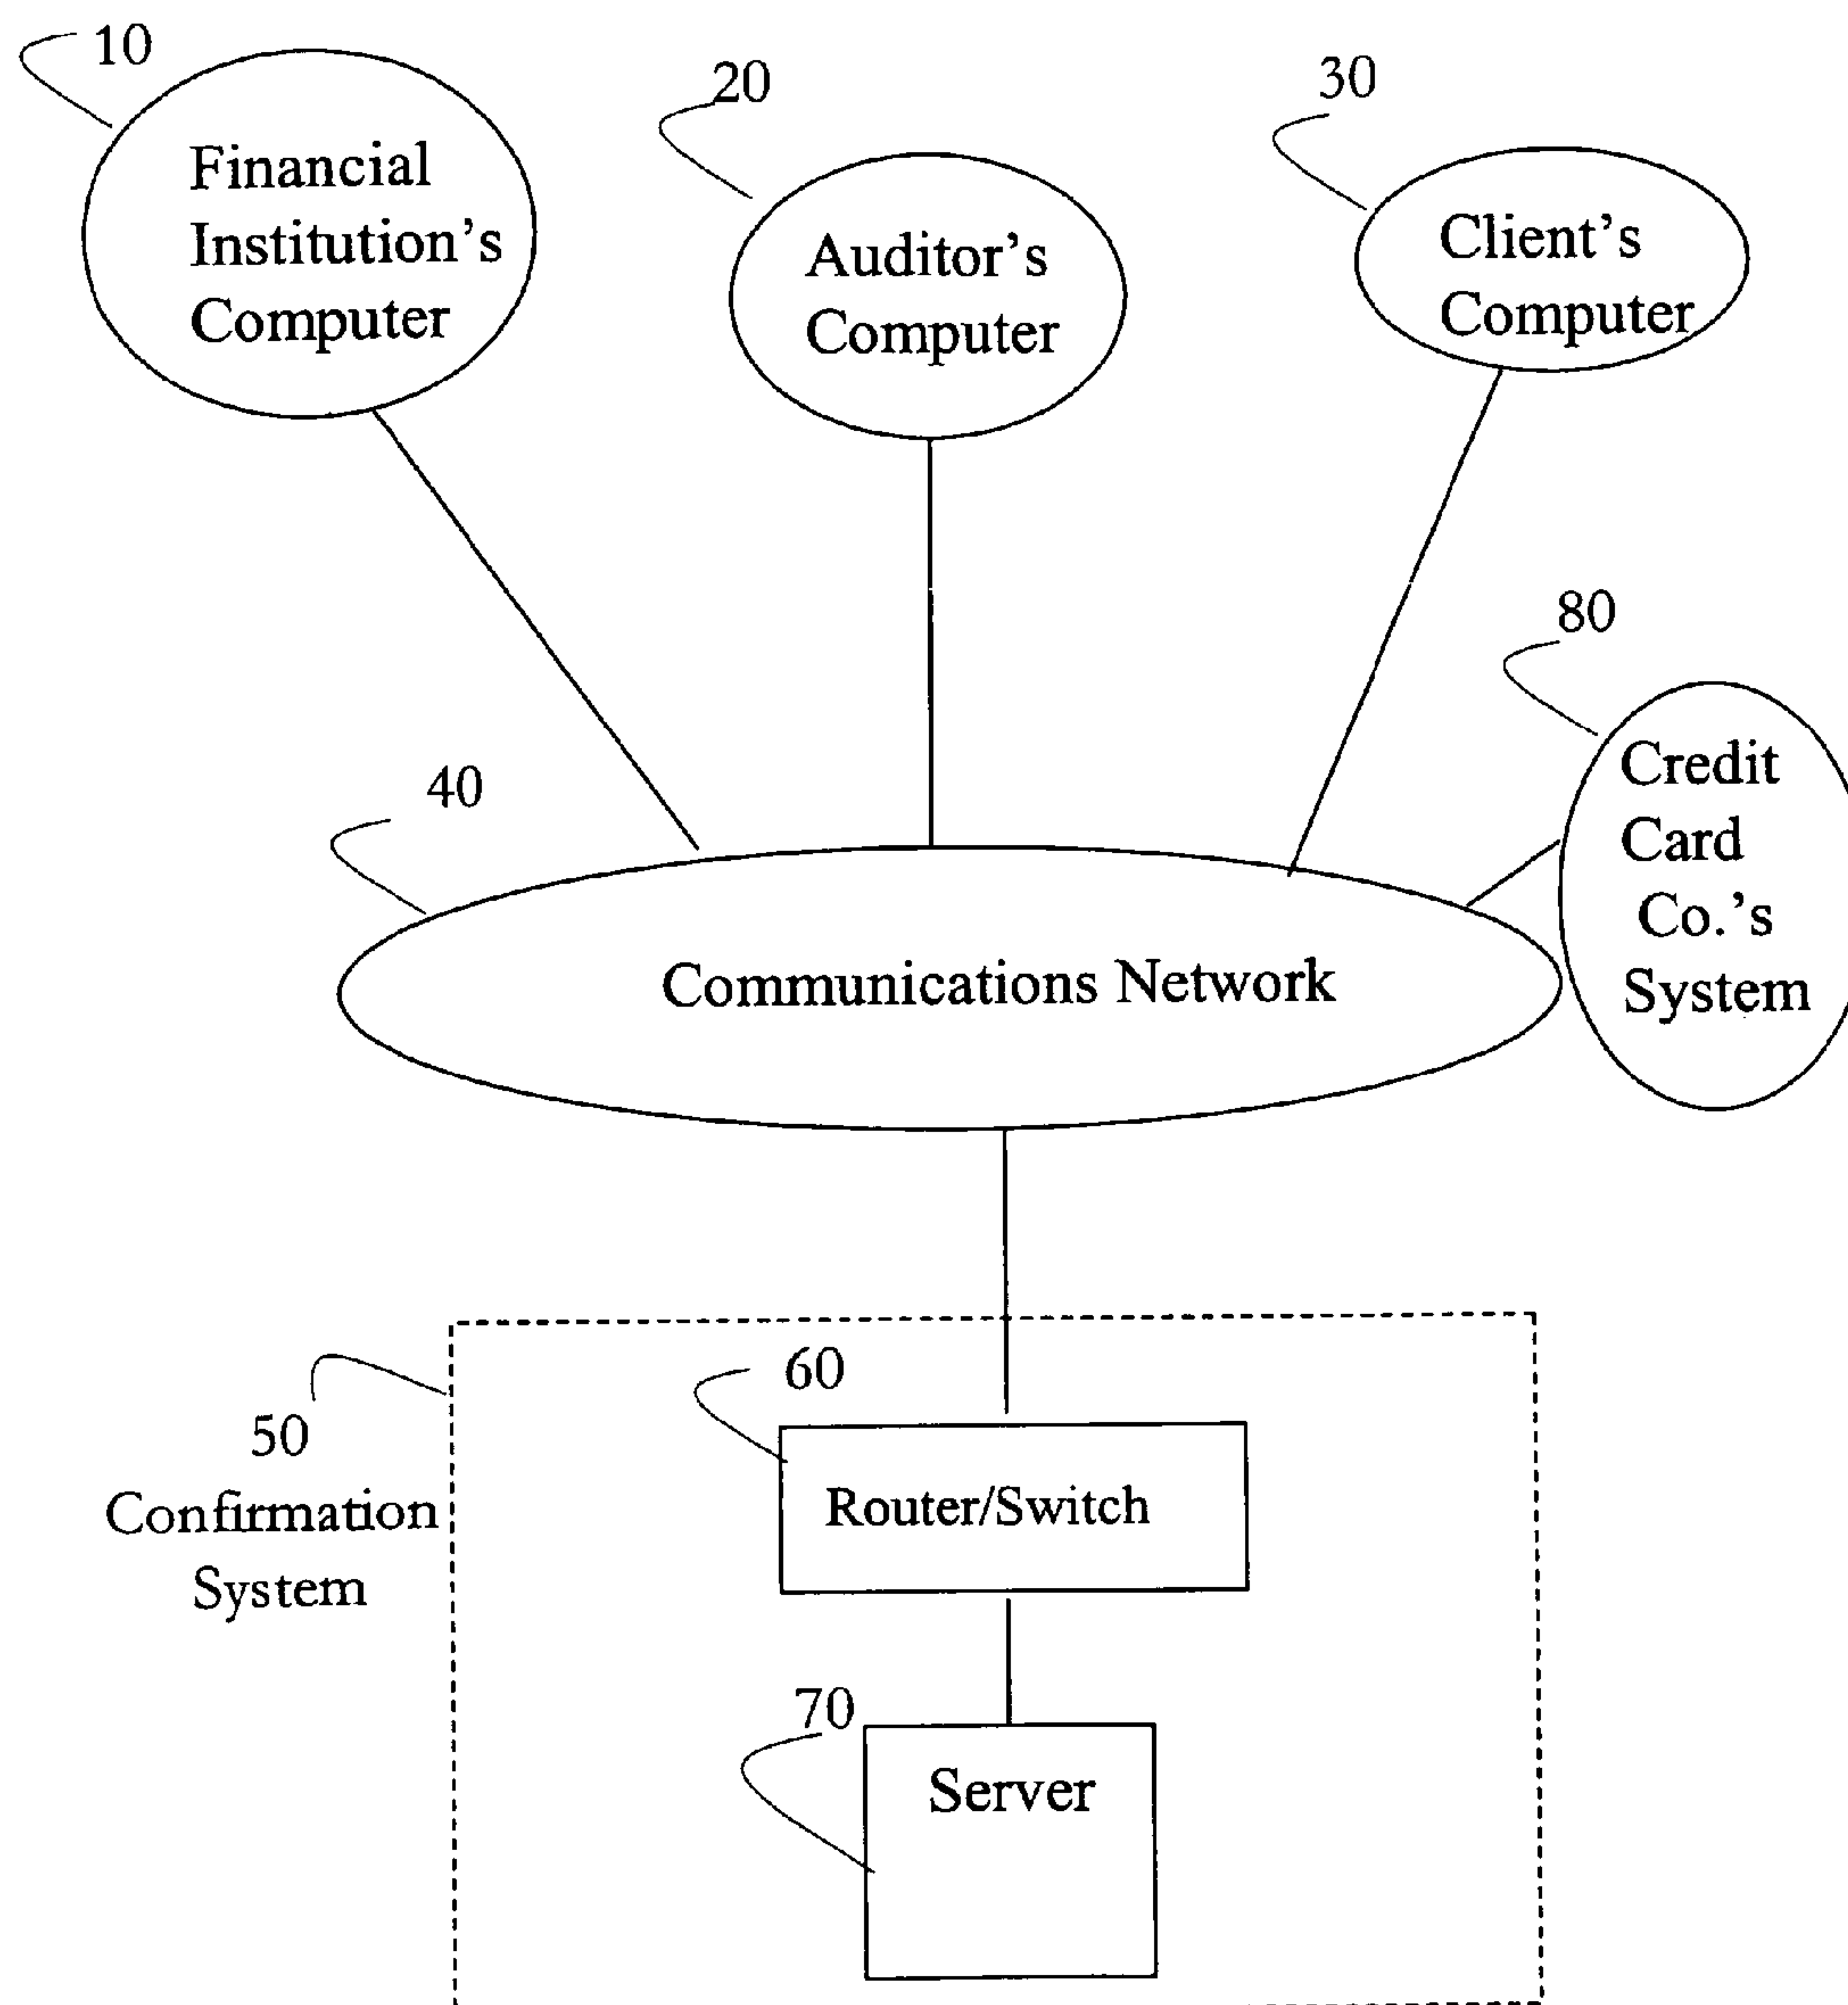 10
20
30
Financial
Institution's
Computer
Auditor's
Computer
Client's
Computer
80
40
Credit
Card
Co.'s
System
Communications Network
60
50
Confirmation
System
Router/Switch
70
Server